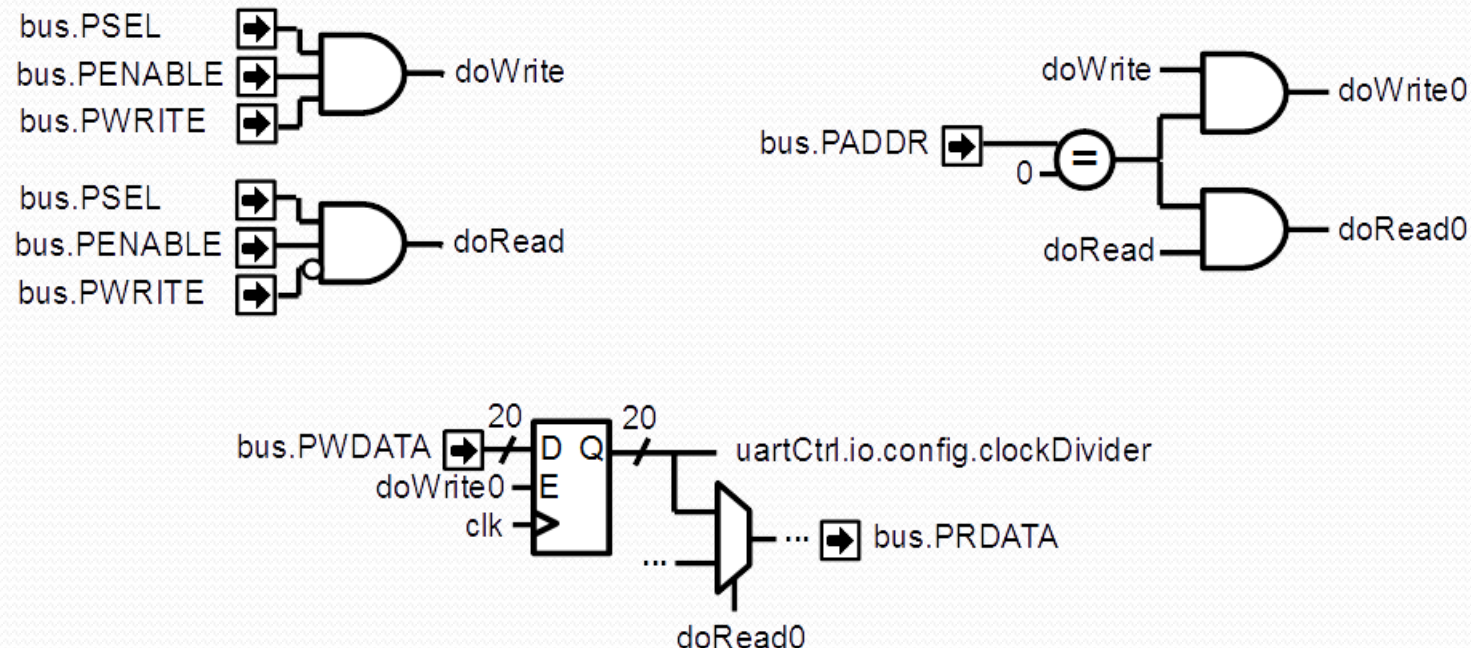 bus.PSEL
bus.PENABLE
bus.PWRITE
doWrite
bus.PSEL
bus.PENABLE
bus.PWRITE
doRead
doWrite
bus.PADDR
0
=
doRead
doWrite0
doRead0
20
20
bus.PWDATA
D Q
uartCtrl.io.config.clockDivider
doWrite0
E
clk
...
...
bus.PRDATA
doRead0